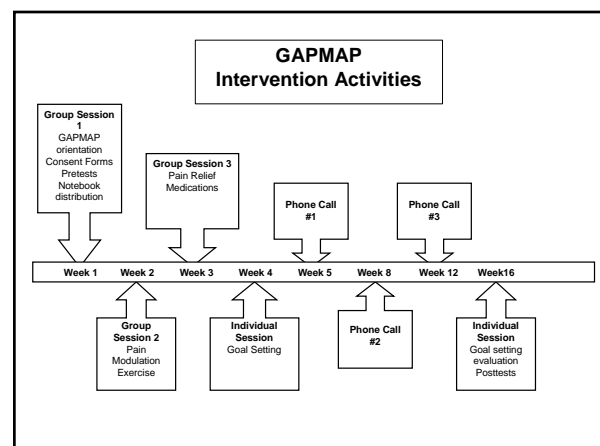 GAPMAP
Intervention Activities
Group Session
1
GAPMAP
orientation
Consent Forms
Pretests
Notebook
distribution
Group Session 3
Pain Relief
Medications
Phone Call
#1
Phone Call
#3
Week 1 Week 2 Week 3 Week 4 Week 5 Week 8 Week 12 Week16
Group
Session 2
Pain
Modulation
Exercise
Individual
Session
Goal Setting
Phone Call
#2
Individual
Session
Goal setting
evaluation
Posttests